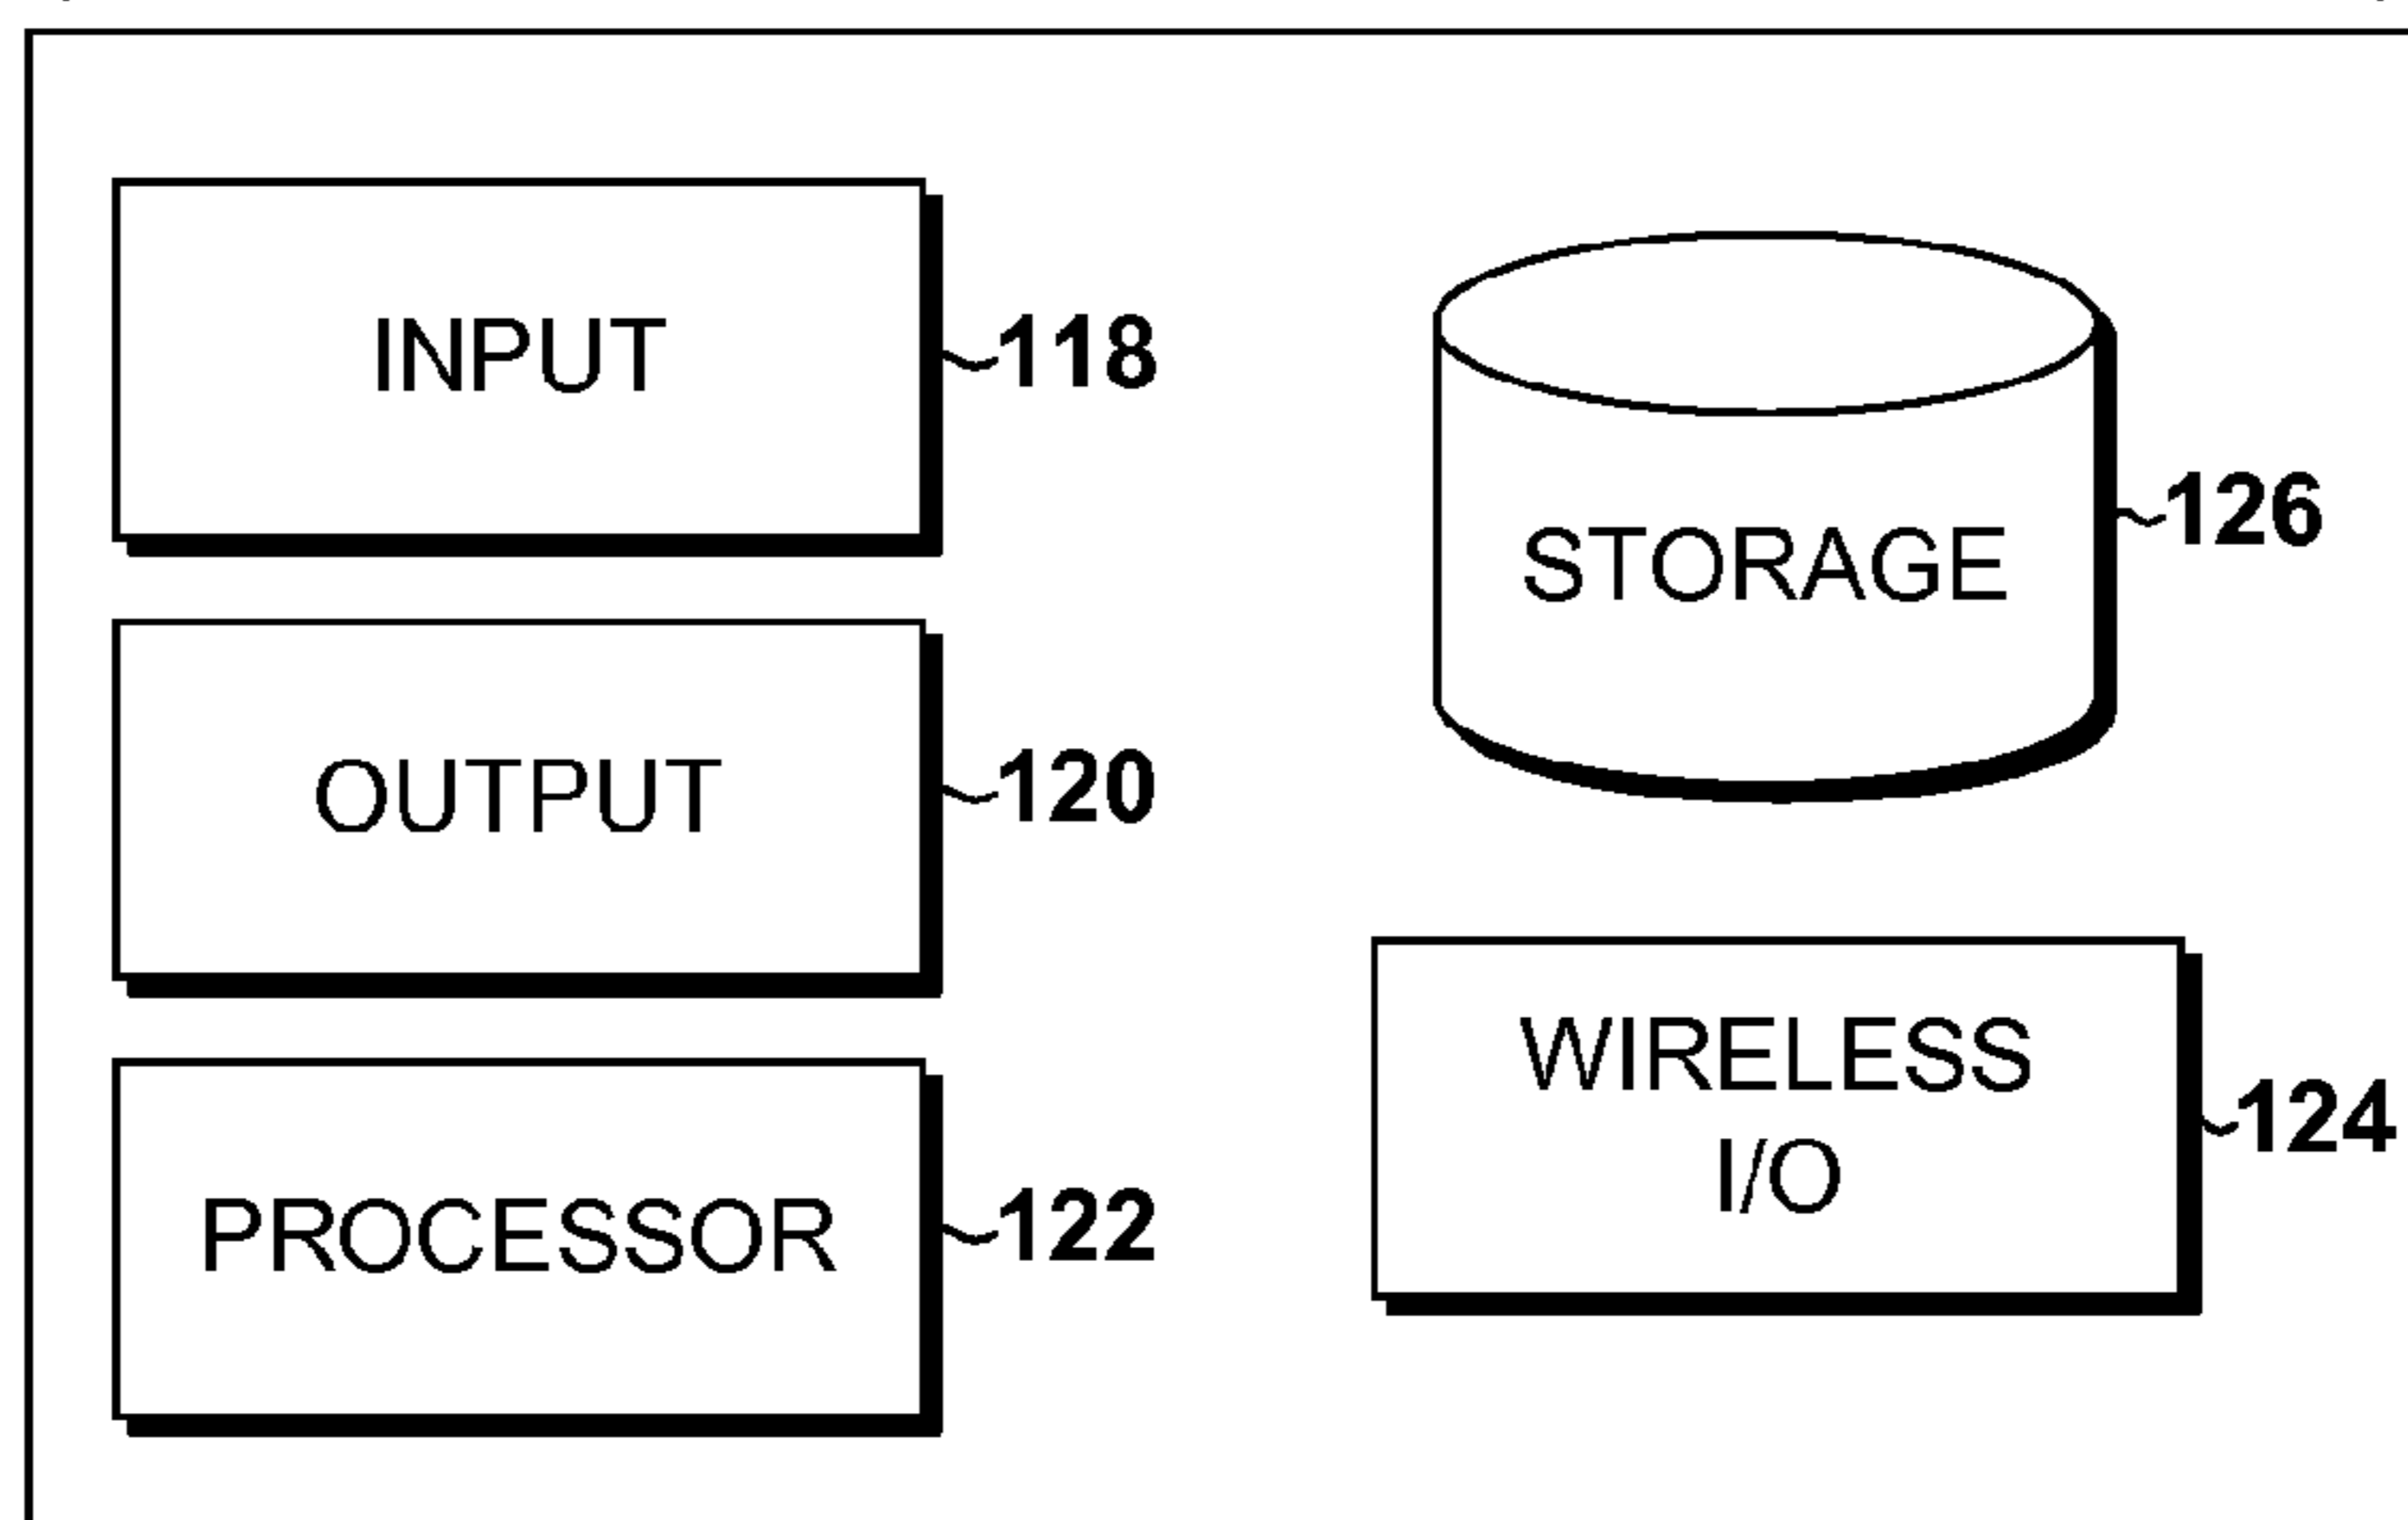 INPUT
118
OUTPUT
120
PROCESSOR
122
STORAGE
126
WIRELESS
I/O
124